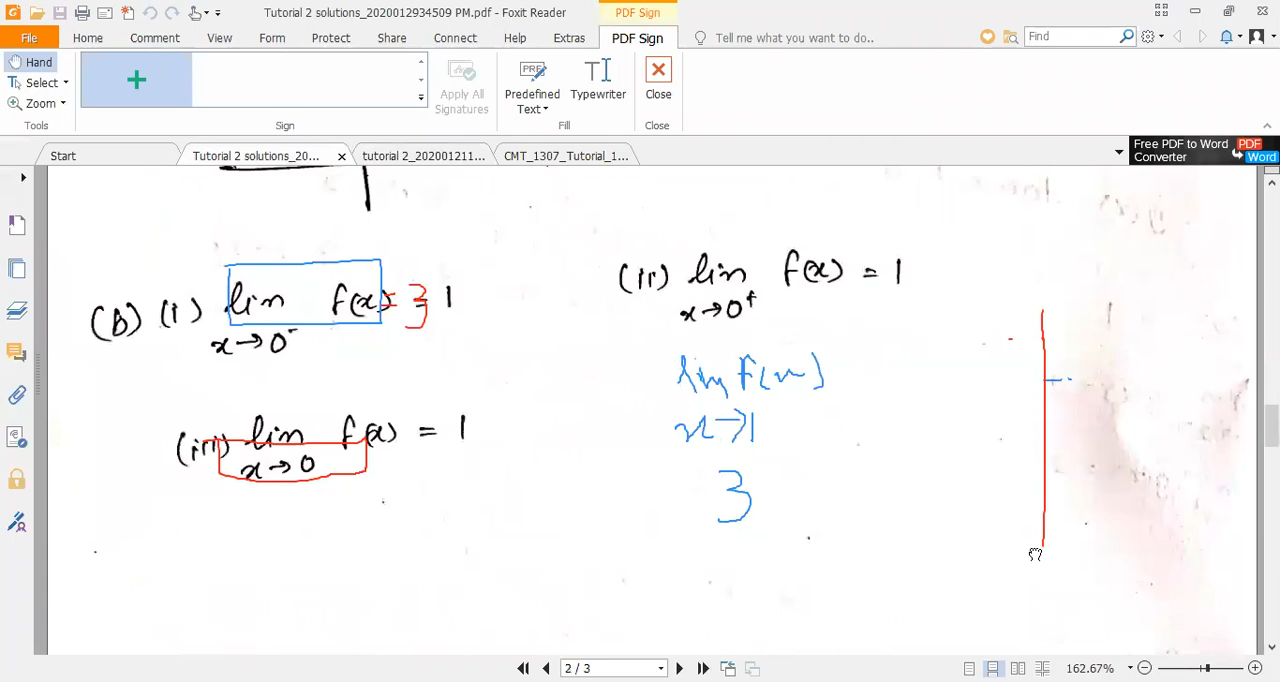 Tutorial 2 solutions_2020012934509 PM.pdf - Foxit Reader
PDF Sign
File
Home
Comment
View
Form
Protect
Share
Connect
Help
Extras
PDF Sign
Tell me what you want to do..
Find
Hand
Select
Zoom
Tools
Sign
Apply All
Signatures
PRE
Predefined
Text
Typewriter
Fill
Close
Close
Start
Tutorial 2 solutions_20...
tutorial 2_202001211...
CMT_1307_Tutorial_1...
Free PDF to Word
Converter
PDF
Word
(b) (i) lim f(x) = 3 = 1
x→0⁻
(ii) lim f(x) = 1
x→0⁺
lim f(x)
x→1
3
(iii) lim f(x) = 1
x→0
2 / 3
162.67%